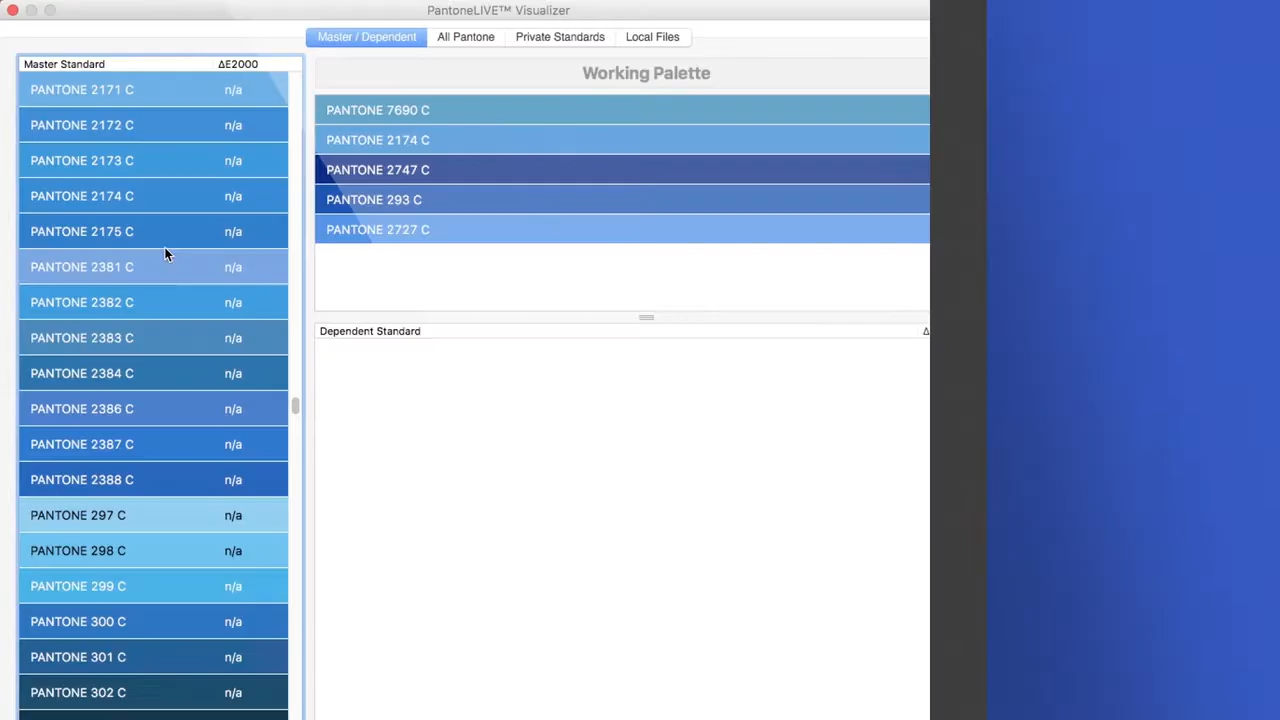 PantoneLIVE™ Visualizer
Master / Dependent All Pantone Private Standards Local Files
Master Standard ΔE2000
PANTONE 2171 C n/a
PANTONE 2172 C n/a
PANTONE 2173 C n/a
PANTONE 2174 C n/a
PANTONE 2175 C n/a
PANTONE 2381 C n/a
PANTONE 2382 C n/a
PANTONE 2383 C n/a
PANTONE 2384 C n/a
PANTONE 2386 C n/a
PANTONE 2387 C n/a
PANTONE 2388 C n/a
PANTONE 297 C n/a
PANTONE 298 C n/a
PANTONE 299 C n/a
PANTONE 300 C n/a
PANTONE 301 C n/a
PANTONE 302 C n/a
Working Palette
PANTONE 7690 C
PANTONE 2174 C
PANTONE 2747 C
PANTONE 293 C
PANTONE 2727 C
Dependent Standard Δ